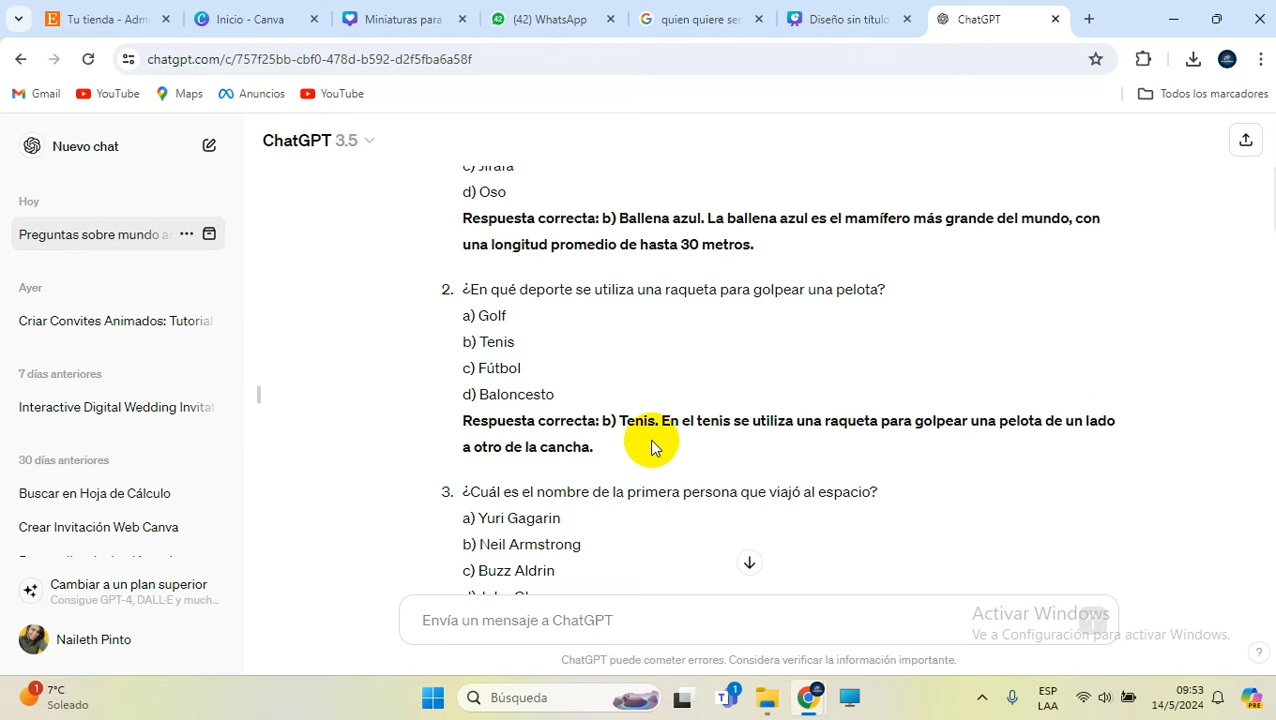 Tu tienda - Adm
Inicio - Canva
Miniaturas para
(42) WhatsApp
quien quiere ser
Diseño sin título
ChatGPT
chatgpt.com/c/757f25bb-cbf0-478d-b592-d2f5fba6a58f
Gmail
YouTube
Maps
Anuncios
YouTube
Todos los marcadores
Nuevo chat
ChatGPT 3.5
Hoy
Preguntas sobre mundo a
Ayer
Criar Convites Animados: Tutorial
7 días anteriores
Interactive Digital Wedding Invitat
30 días anteriores
Buscar en Hoja de Cálculo
Crear Invitación Web Canva
Cambiar a un plan superior
Consigue GPT-4, DALL·E y much...
Naileth Pinto
c) Jirafa
d) Oso
Respuesta correcta: b) Ballena azul. La ballena azul es el mamífero más grande del mundo, con
una longitud promedio de hasta 30 metros.
2. ¿En qué deporte se utiliza una raqueta para golpear una pelota?
a) Golf
b) Tenis
c) Fútbol
d) Baloncesto
Respuesta correcta: b) Tenis. En el tenis se utiliza una raqueta para golpear una pelota de un lado
a otro de la cancha.
3. ¿Cuál es el nombre de la primera persona que viajó al espacio?
a) Yuri Gagarin
b) Neil Armstrong
c) Buzz Aldrin
Envía un mensaje a ChatGPT
Activar Windows
Ve a Configuración para activar Windows.
ChatGPT puede cometer errores. Considera verificar la información importante.
?
1
7°C
Soleado
Búsqueda
1
ESP
LAA
09:53
14/5/2024
PRE